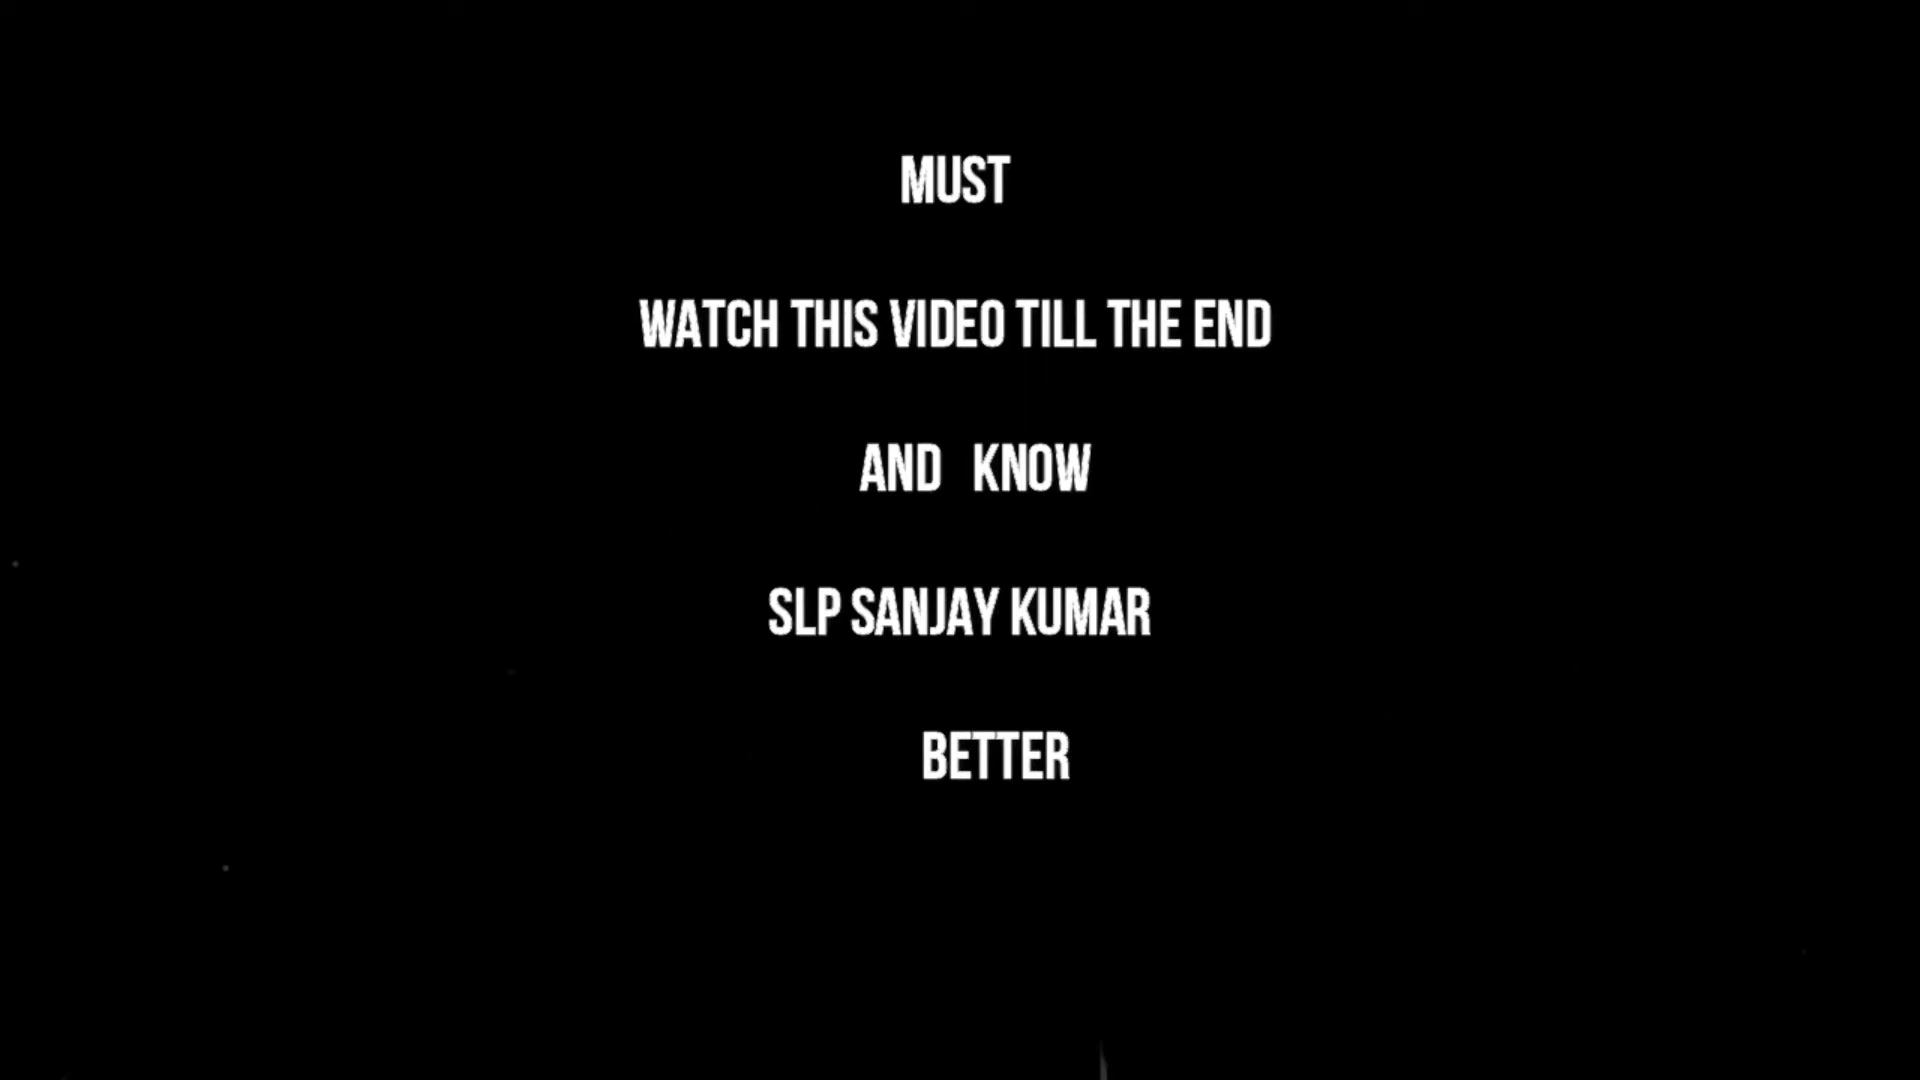 MUST
WATCH THIS VIDEO TILL THE END
AND KNOW
SLP SANJAY KUMAR
BETTER